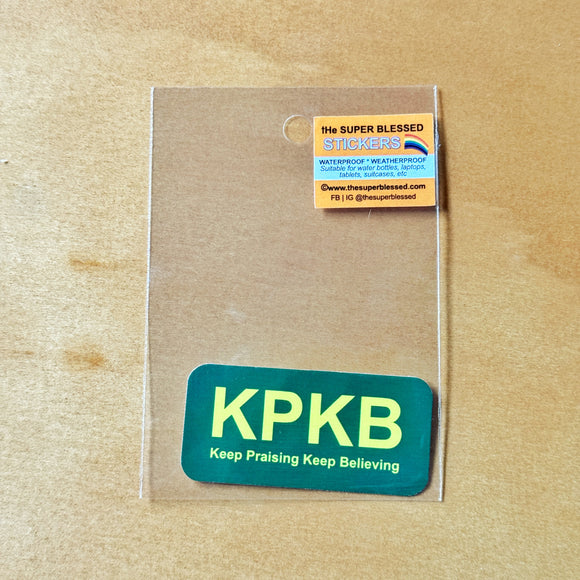 tHe SUPER BLESSED
STICKERS
WATERPROOF * WEATHERPROOF
Suitable for water bottles, laptops,
tablets, suitcases, etc
©www.thesuperblessed.com
FB | IG @thesuperblessed
KPKB
Keep Praising Keep Believing